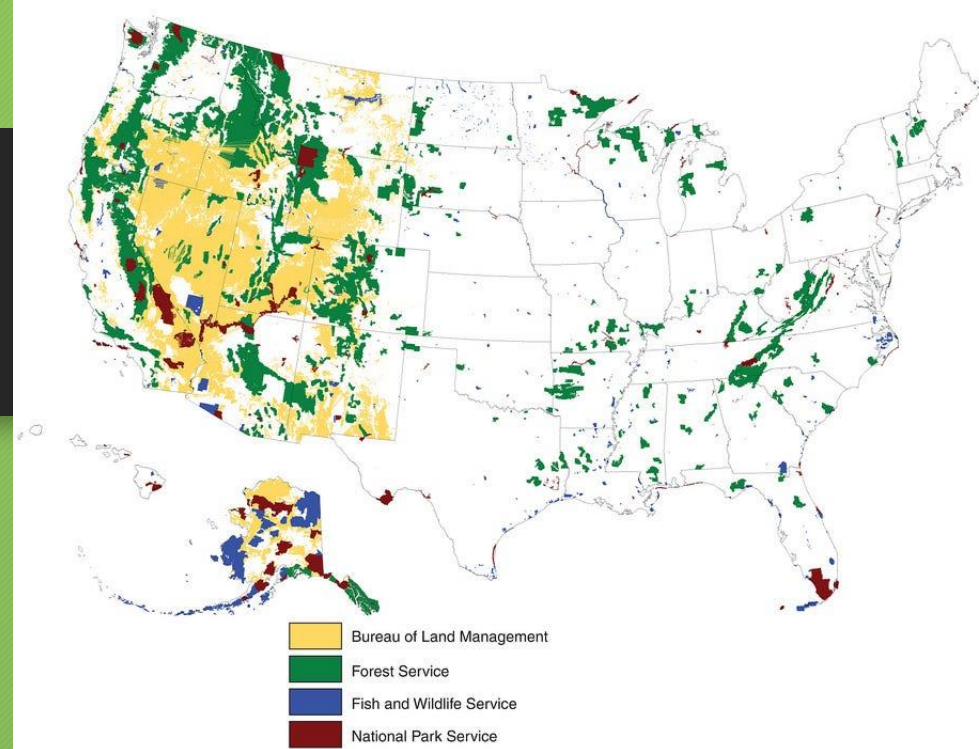 Bureau of Land Management
Forest Service
Fish and Wildlife Service
National Park Service